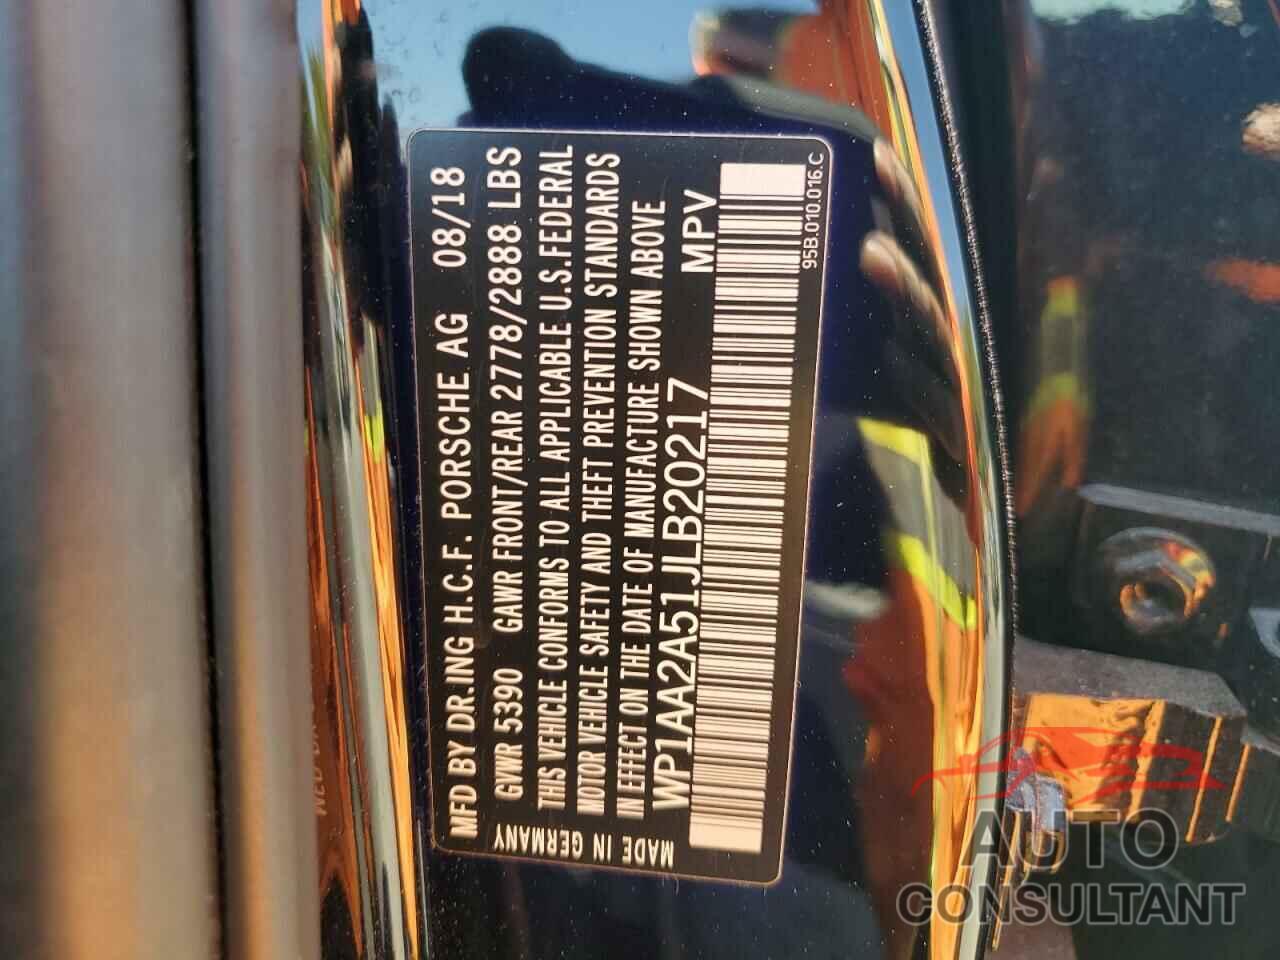 MFD BY DR.ING H.C.F. PORSCHE AG 08/18
GVWR 5390 GAWR FRONT/REAR 2778/2888 LBS
THIS VEHICLE CONFORMS TO ALL APPLICABLE U.S.FEDERAL
MOTOR VEHICLE SAFETY AND THEFT PREVENTION STANDARDS
IN EFFECT ON THE DATE OF MANUFACTURE SHOWN ABOVE
WP1AA2A51JLB20217 MPV
MADE IN GERMANY
95B.010.016.C
AUTO
CONSULTANT